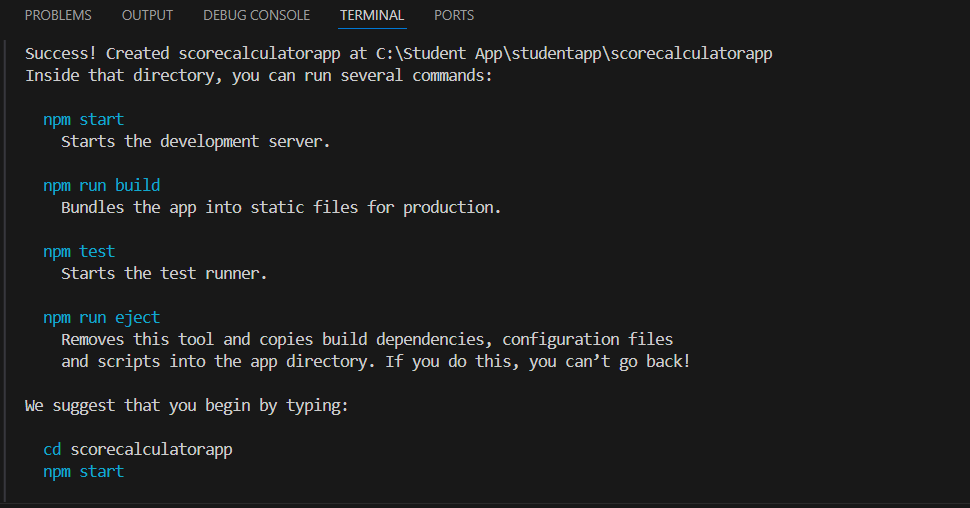 PROBLEMS OUTPUT DEBUG CONSOLE TERMINAL PORTS
Success! Created scorecalculatorapp at C:\Student App\studentapp\scorecalculatorapp
Inside that directory, you can run several commands:
npm start
Starts the development server.
npm run build
Bundles the app into static files for production.
npm test
Starts the test runner.
npm run eject
Removes this tool and copies build dependencies, configuration files
and scripts into the app directory. If you do this, you can’t go back!
We suggest that you begin by typing:
cd scorecalculatorapp
npm start